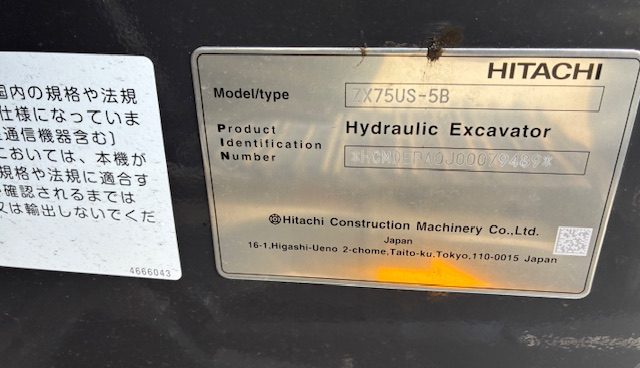 国内の規格や法規
仕様になっていま
通信機器含む]
においては、本機が
規格や法規に適合す
確認されるまでは
又は輸出しないでくだ
4666043
HITACHI
Model/type ZX75US-5B
Product Hydraulic Excavator
Identification
Number
Hitachi Construction Machinery Co.,Ltd.
Japan
16-1,Higashi-Ueno 2-chome,Taito-ku,Tokyo,110-0015 Japan